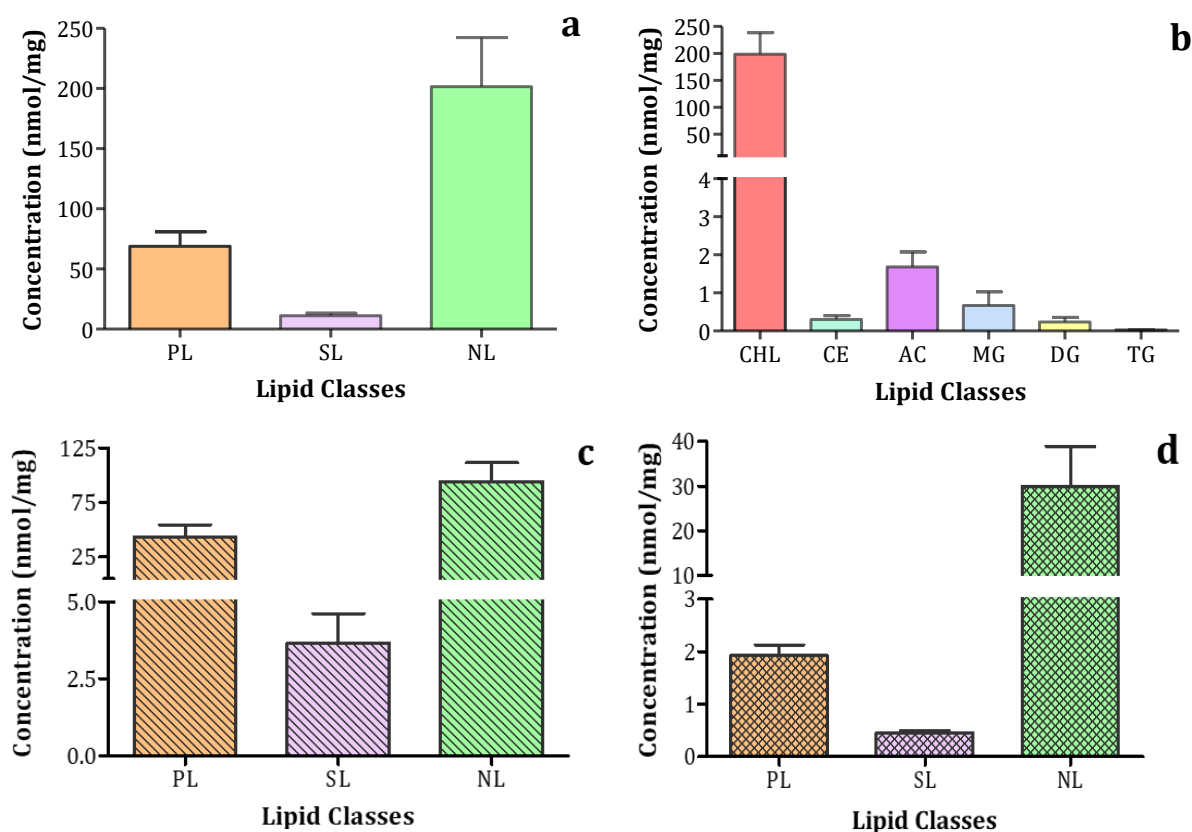 a
Concentration (nmol/mg)
250
200
150
100
50
0
PL SL NL
Lipid Classes
b
Concentration (nmol/mg)
250
200
150
100
50
4
3
2
1
0
CHL CE AC MG DG TG
Lipid Classes
c
Concentration (nmol/mg)
125
75
25
5.0
2.5
0.0
PL SL NL
Lipid Classes
d
Concentration (nmol/mg)
40
30
20
10
3
2
1
0
PL SL NL
Lipid Classes